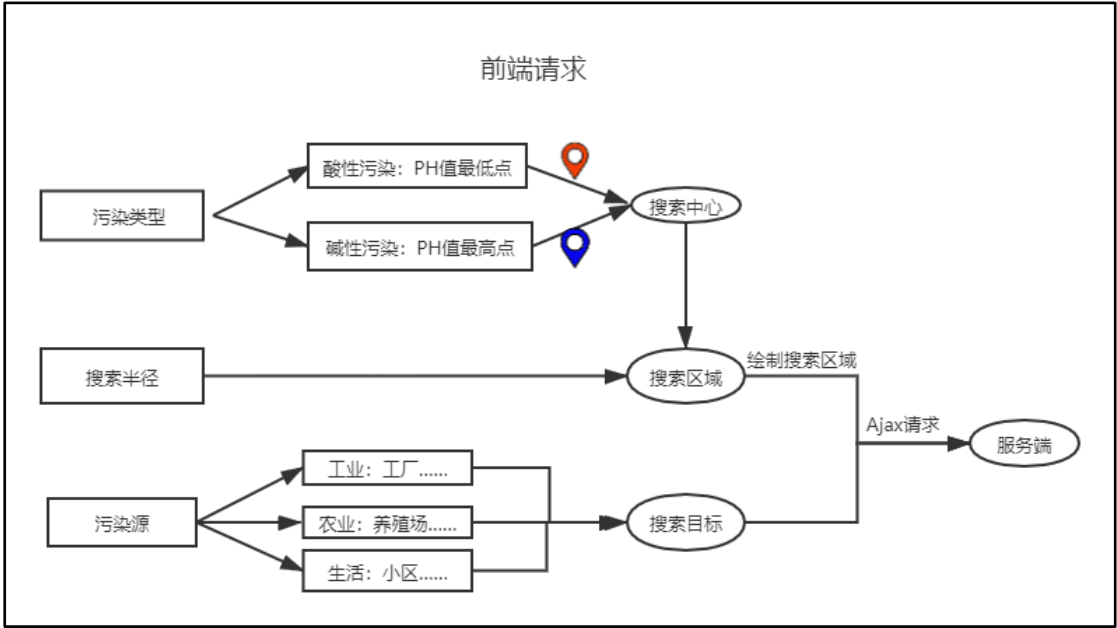 前端请求
酸性污染：PH值最低点
污染类型
搜索中心
碱性污染：PH值最高点
绘制搜索区域
搜索半径
搜索区域
Ajax请求
服务端
工业：工厂......
污染源
农业：养殖场......
搜索目标
生活：小区......